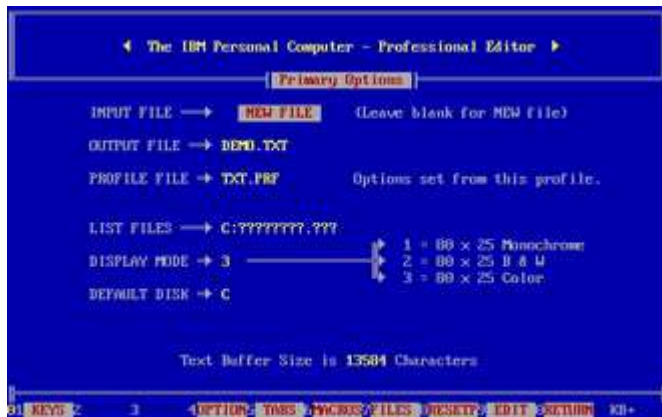 The IBM Personal Computer - Professional Editor
Primary Options
INPUT FILE NEW FILE (Leave blank for NEW file)
OUTPUT FILE DEMO.TXT
PROFILE FILE TXT.PRF Options set from this profile.
LIST FILES C:????????.???
1 = 80 x 25 Monochrome
DISPLAY MODE 3 2 = 80 x 25 B & W
3 = 80 x 25 Color
DEFAULT DISK C
Text Buffer Size is 13584 Characters
KEYS 3 4OPTION TABS MACROS FILES RESETP EDIT RETURN